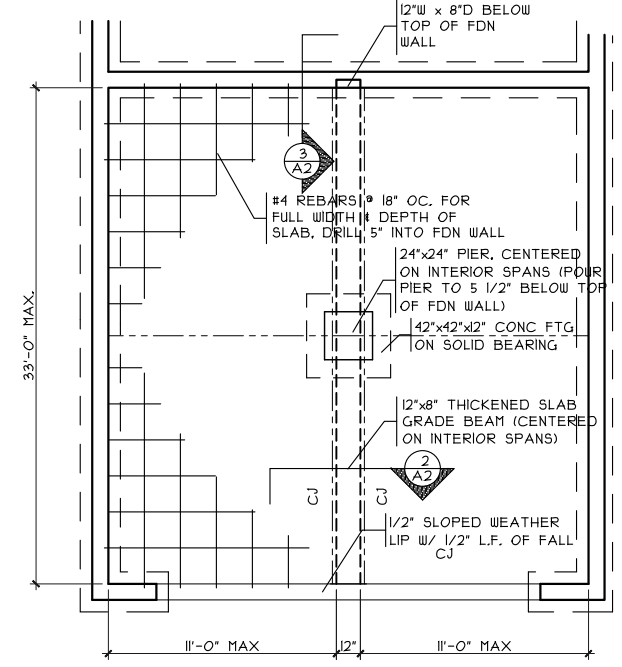 12"W x 8"D BELOW
TOP OF FDN
WALL
3
A2
#4 REBARS @ 18" OC. FOR
FULL WIDTH & DEPTH OF
SLAB, DRILL 5" INTO FDN WALL
24"x24" PIER, CENTERED
ON INTERIOR SPANS (POUR
PIER TO 5 1/2" BELOW TOP
OF FDN WALL)
42"x42"x12" CONC FTG
ON SOLID BEARING
33'-0" MAX.
12"x8" THICKENED SLAB
GRADE BEAM (CENTERED
ON INTERIOR SPANS)
2
A2
CJ
CJ
1/2" SLOPED WEATHER
LIP W/ 1/2" L.F. OF FALL
CJ
11'-0" MAX
12"
11'-0" MAX